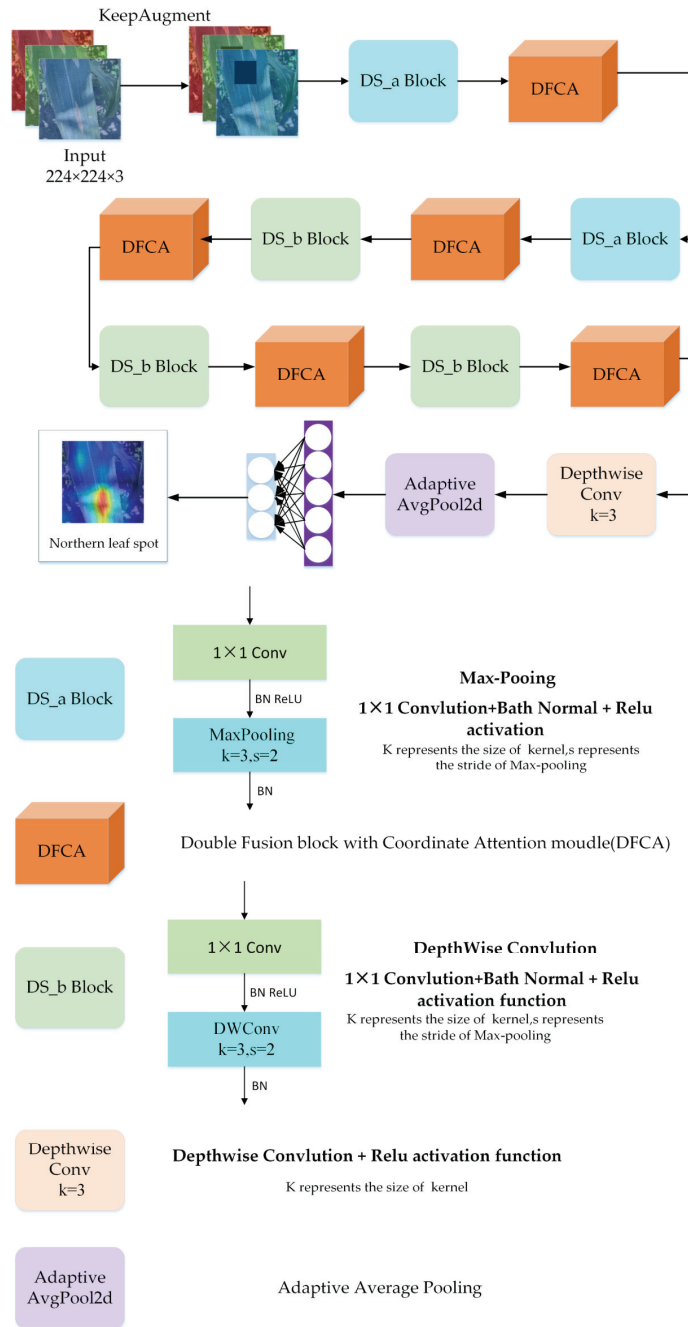 KeepAugment
Input
224×224×3
DS_a Block
DFCA
DFCA
DS_b Block
DFCA
DS_a Block
DS_b Block
DFCA
DS_b Block
DFCA
Northern leaf spot
Adaptive
AvgPool2d
Depthwise
Conv
k=3
DS_a Block
1×1 Conv
BN ReLU
MaxPooling
k=3,s=2
BN
Max-Pooing
1×1 Convlution+Bath Normal + Relu
activation
K represents the size of kernel,s represents
the stride of Max-pooling
DFCA
Double Fusion block with Coordinate Attention moudle(DFCA)
DS_b Block
1×1 Conv
BN ReLU
DWConv
k=3,s=2
BN
DepthWise Convlution
1×1 Convlution+Bath Normal + Relu
activation function
K represents the size of kernel,s represents
the stride of Max-pooling
Depthwise
Conv
k=3
Depthwise Convlution + Relu activation function
K represents the size of kernel
Adaptive
AvgPool2d
Adaptive Average Pooling